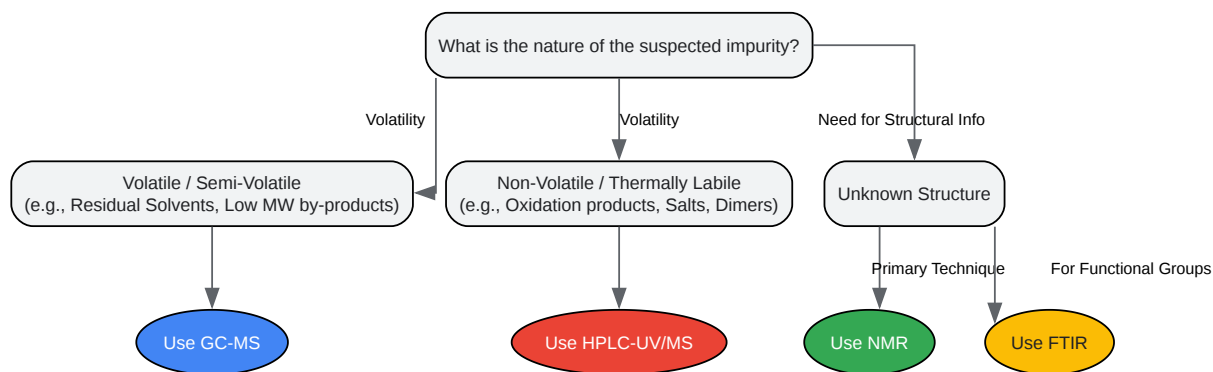 What is the nature of the suspected impurity?
Volatility
Volatility
Need for Structural Info
Volatile / Semi-Volatile
(e.g., Residual Solvents, Low MW by-products)
Non-Volatile / Thermally Labile
(e.g., Oxidation products, Salts, Dimers)
Unknown Structure
Primary Technique
For Functional Groups
Use GC-MS
Use HPLC-UV/MS
Use NMR
Use FTIR